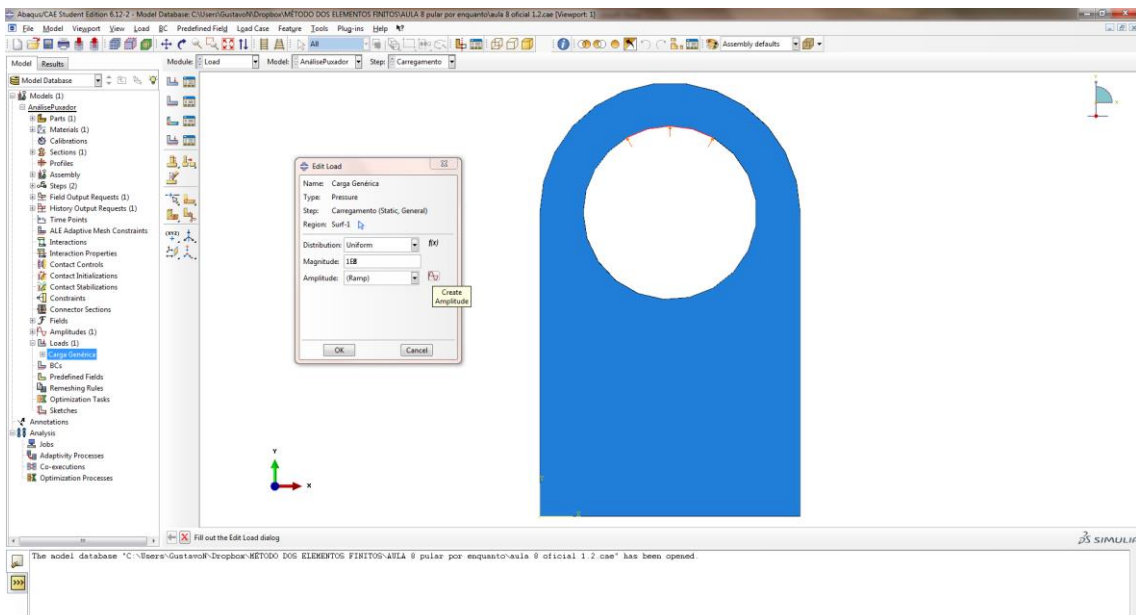 Abaqus/CAE Student Edition 6.12-2 - Model Database: C:\Users\GustavoN\Dropbox\MÉTODO DOS ELEMENTOS FINITOS\AULA 8 pular por enquanto\aula 8 oficial 1.2.cae [Viewport: 1]
File Model Viewport View Load BC Predefined Field Load Case Feature Tools Plug-ins Help
All
Assembly defaults
Model Results
Module: Load Model: AnálisePuxador Step: Carregamento
Model Database
Models (1)
AnálisePuxador
Parts (1)
Materials (1)
Calibrations
Sections (1)
Profiles
Assembly
Steps (2)
Field Output Requests (1)
History Output Requests (1)
Time Points
ALE Adaptive Mesh Constraints
Interactions
Interaction Properties
Contact Controls
Contact Initializations
Contact Stabilizations
Constraints
Connector Sections
Fields
Amplitudes (1)
Loads (1)
Carga Genérica
BCs
Predefined Fields
Remeshing Rules
Optimization Tasks
Sketches
Annotations
Analysis
Jobs
Adaptivity Processes
Co-executions
Optimization Processes
(XYZ)
Edit Load
Name: Carga Genérica
Type: Pressure
Step: Carregamento (Static, General)
Region: Surf-1
Distribution: Uniform f(x)
Magnitude: 1E8
Amplitude: (Ramp)
Create
Amplitude
OK Cancel
Y
X
Y
X
Fill out the Edit Load dialog
SIMULIA
The model database "C:\Users\GustavoN\Dropbox\MÉTODO DOS ELEMENTOS FINITOS\AULA 8 pular por enquanto\aula 8 oficial 1.2.cae" has been opened.
>>>